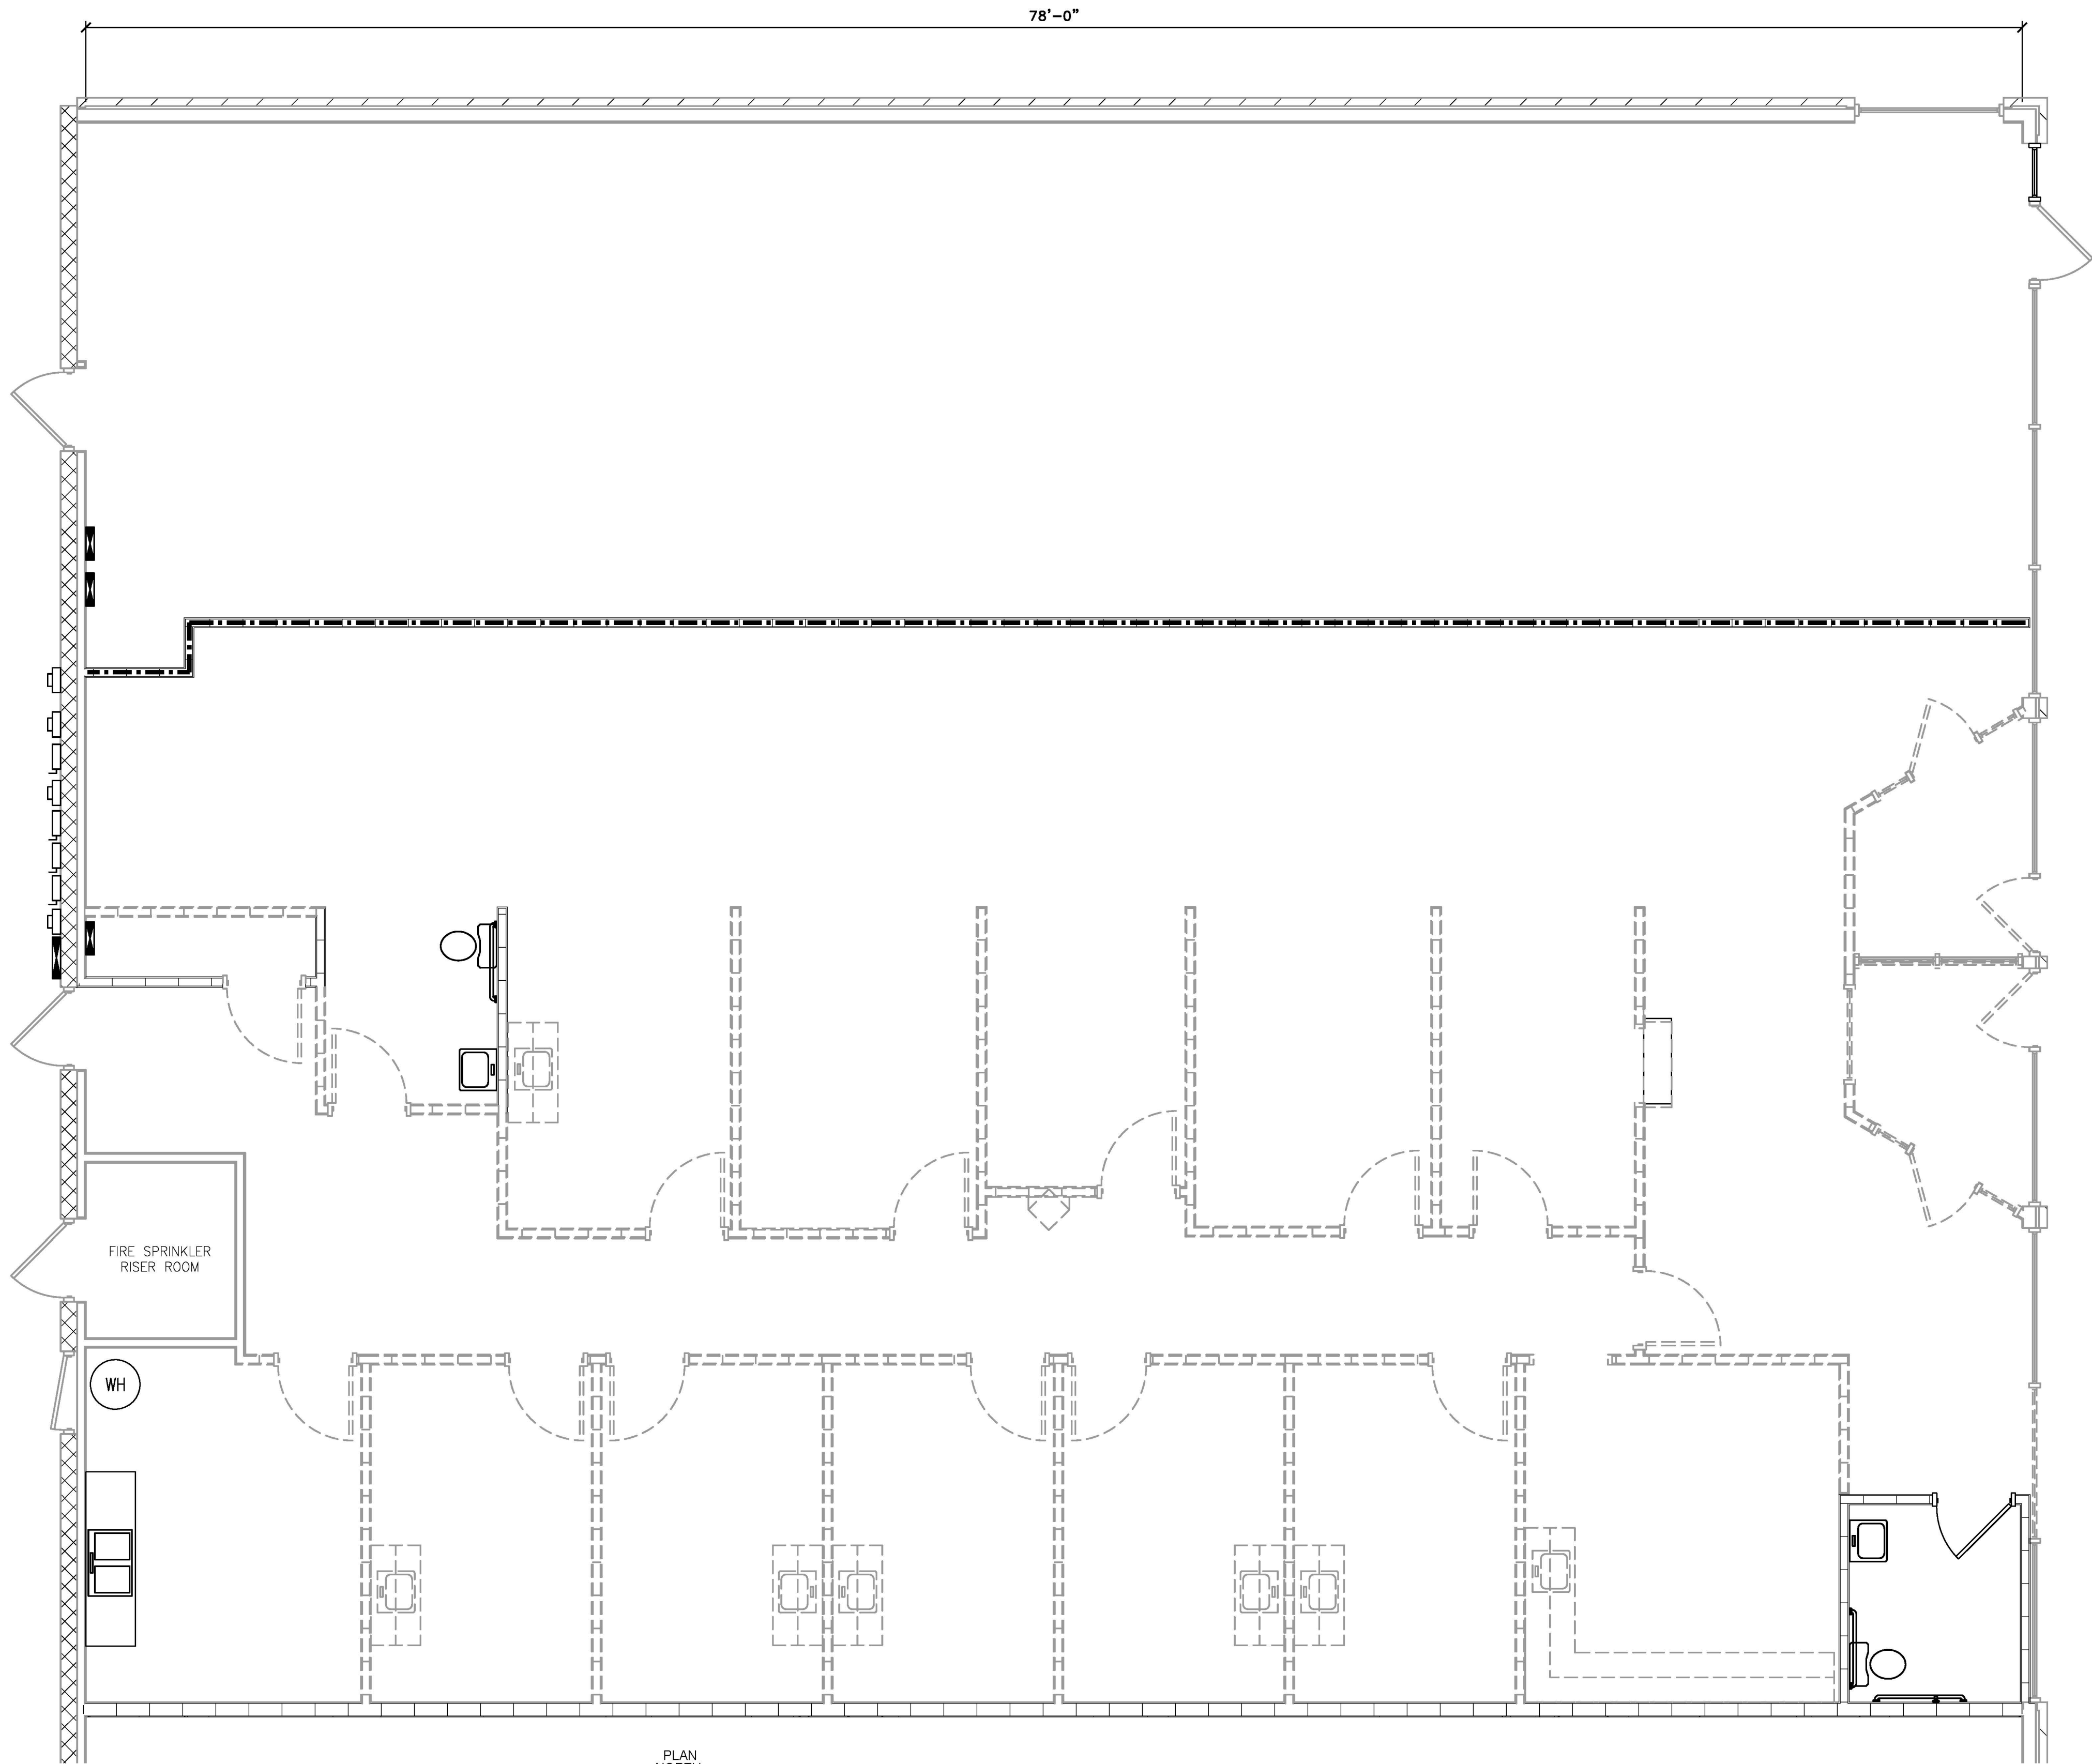 78'-0"
FIRE SPRINKLER
RISER ROOM
WH
PLAN